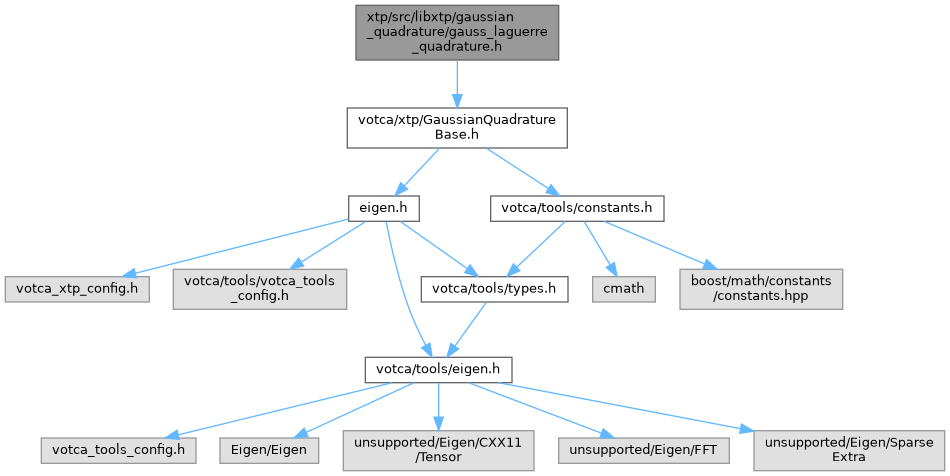 xtp/src/libxtp/gaussian
_quadrature/gauss_laguerre
_quadrature.h
votca/xtp/GaussianQuadrature
Base.h
eigen.h
votca/tools/constants.h
votca_xtp_config.h
votca/tools/votca_tools
_config.h
votca/tools/types.h
cmath
boost/math/constants
/constants.hpp
votca/tools/eigen.h
votca_tools_config.h
Eigen/Eigen
unsupported/Eigen/CXX11
/Tensor
unsupported/Eigen/FFT
unsupported/Eigen/Sparse
Extra